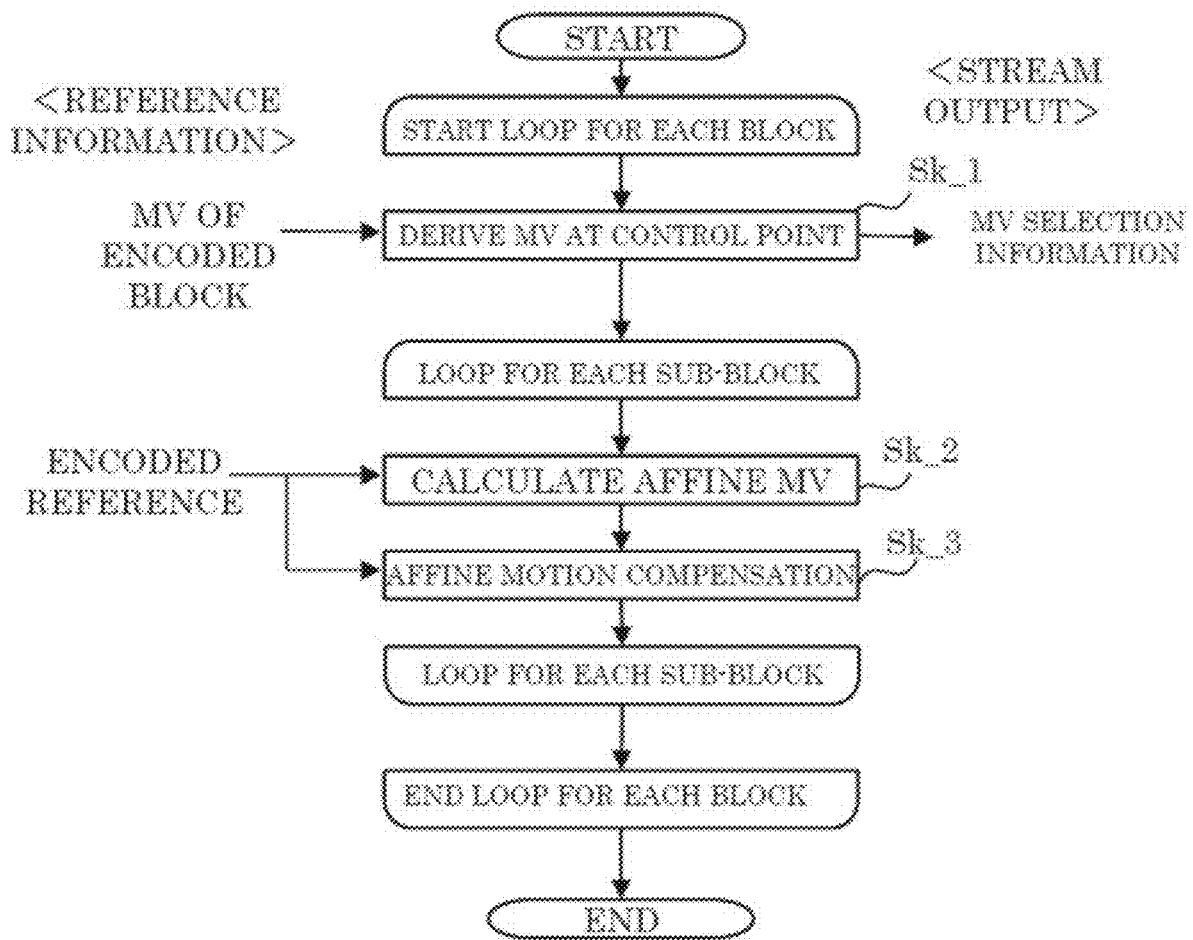 START
<REFERENCE
INFORMATION>
<STREAM
OUTPUT>
START LOOP FOR EACH BLOCK
Sk_1
MV OF
ENCODED
BLOCK
DERIVE MV AT CONTROL POINT
MV SELECTION
INFORMATION
LOOP FOR EACH SUB-BLOCK
ENCODED
REFERENCE
CALCULATE AFFINE MV
Sk_2
AFFINE MOTION COMPENSATION
Sk_3
LOOP FOR EACH SUB-BLOCK
END LOOP FOR EACH BLOCK
END